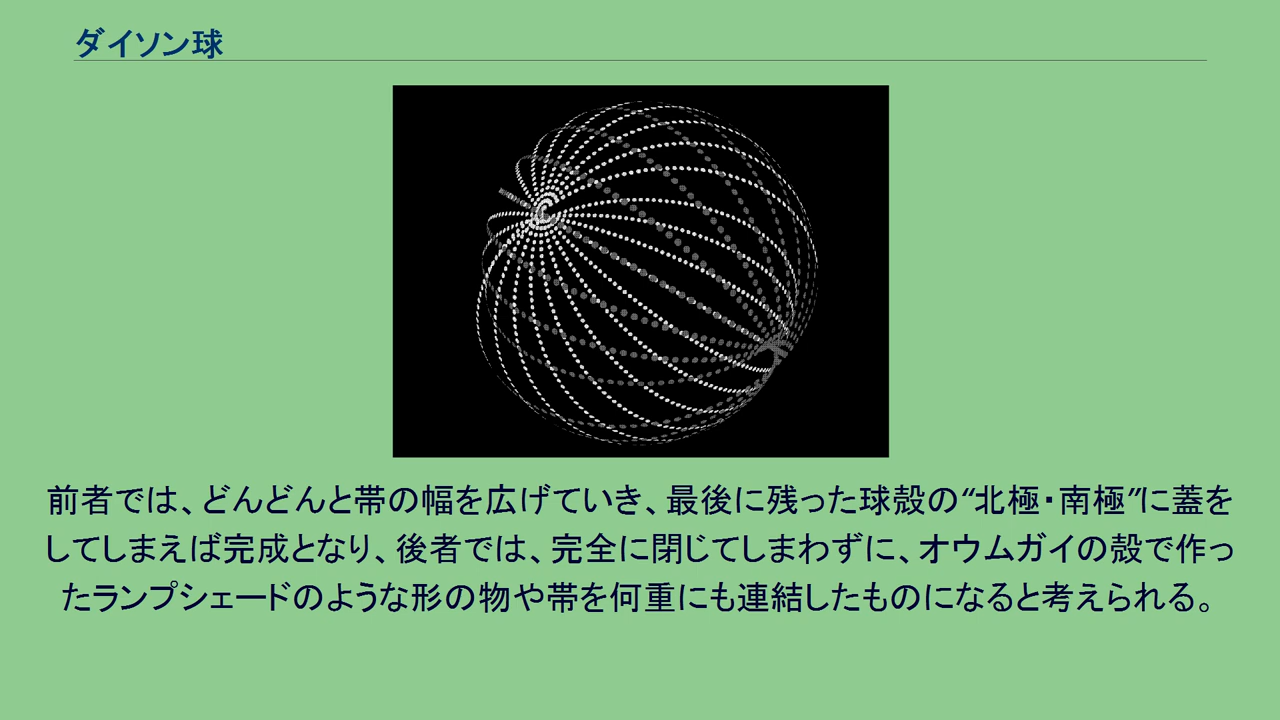 ダイソン球
前者では、どんどんと帯の幅を広げていき、最後に残った球殻の“北極・南極”に蓋を
してしまえば完成となり、後者では、完全に閉じてしまわずに、オウムガイの殻で作っ
たランプシェードのような形の物や帯を何重にも連結したものになると考えられる。